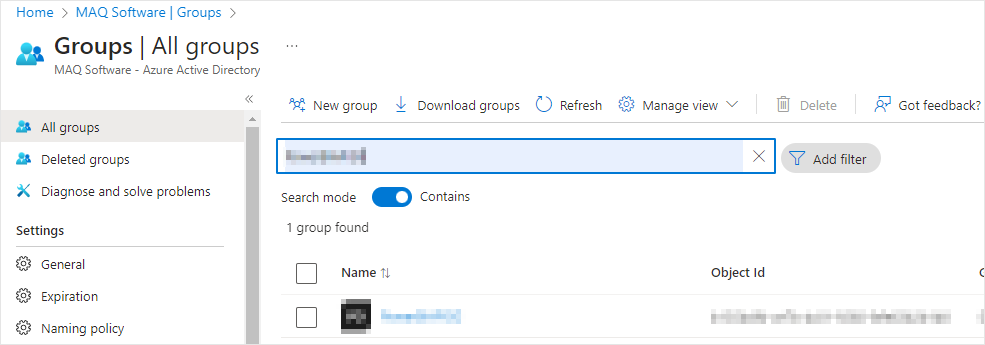 Home > MAQ Software | Groups >
Groups | All groups ...
MAQ Software - Azure Active Directory
«
New group Download groups Refresh Manage view Delete Got feedback?
All groups
Deleted groups
Add filter
Diagnose and solve problems
Search mode Contains
1 group found
Settings
General
Name Object Id
Expiration
Naming policy